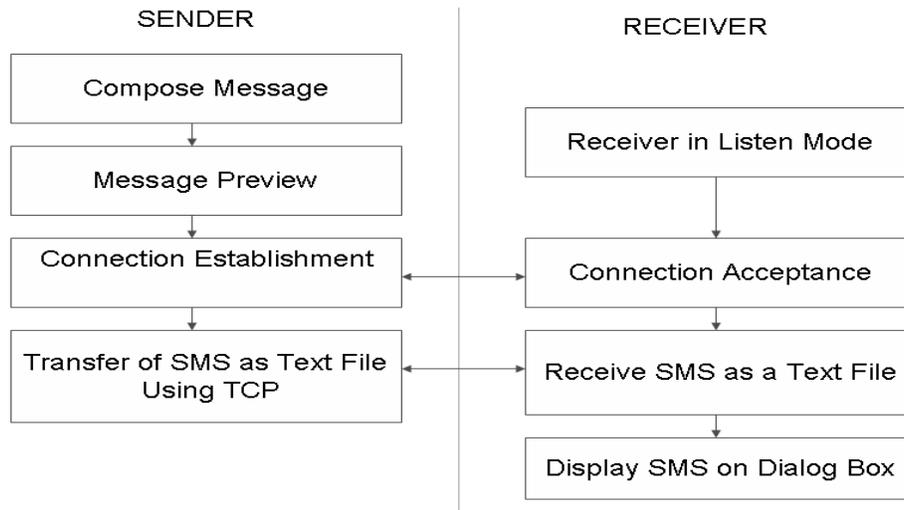 SENDER
Compose Message
Message Preview
Connection Establishment
Transfer of SMS as Text File
Using TCP
RECEIVER
Receiver in Listen Mode
Connection Acceptance
Receive SMS as a Text File
Display SMS on Dialog Box